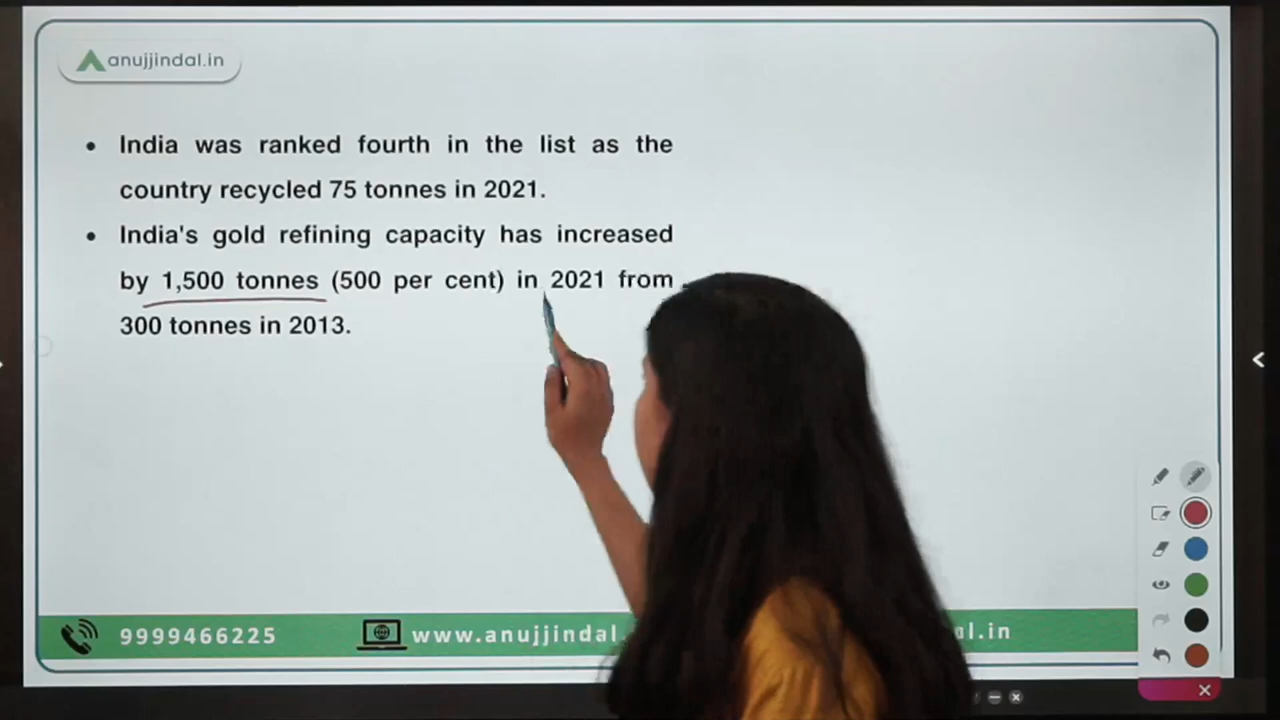 anujjindal.in
• India was ranked fourth in the list as the
country recycled 75 tonnes in 2021.
• India's gold refining capacity has increased
by 1,500 tonnes (500 per cent) in 2021 from
300 tonnes in 2013.
9999466225
www.anujjindal.
al.in